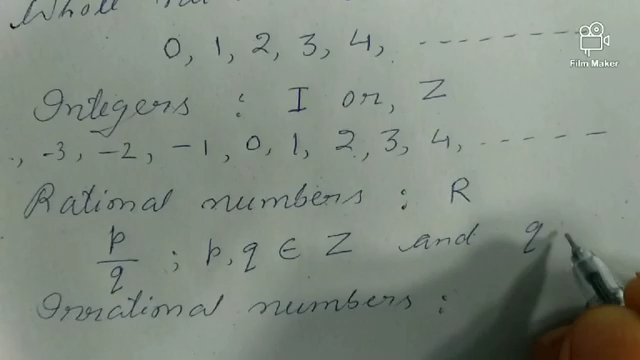 Whole
0, 1, 2, 3, 4, --------
Film Maker
Integers : I or, Z
., -3, -2, -1, 0, 1, 2, 3, 4, ------
Rational numbers : R
p/q ; p, q ∈ Z and q
Irrational numbers :